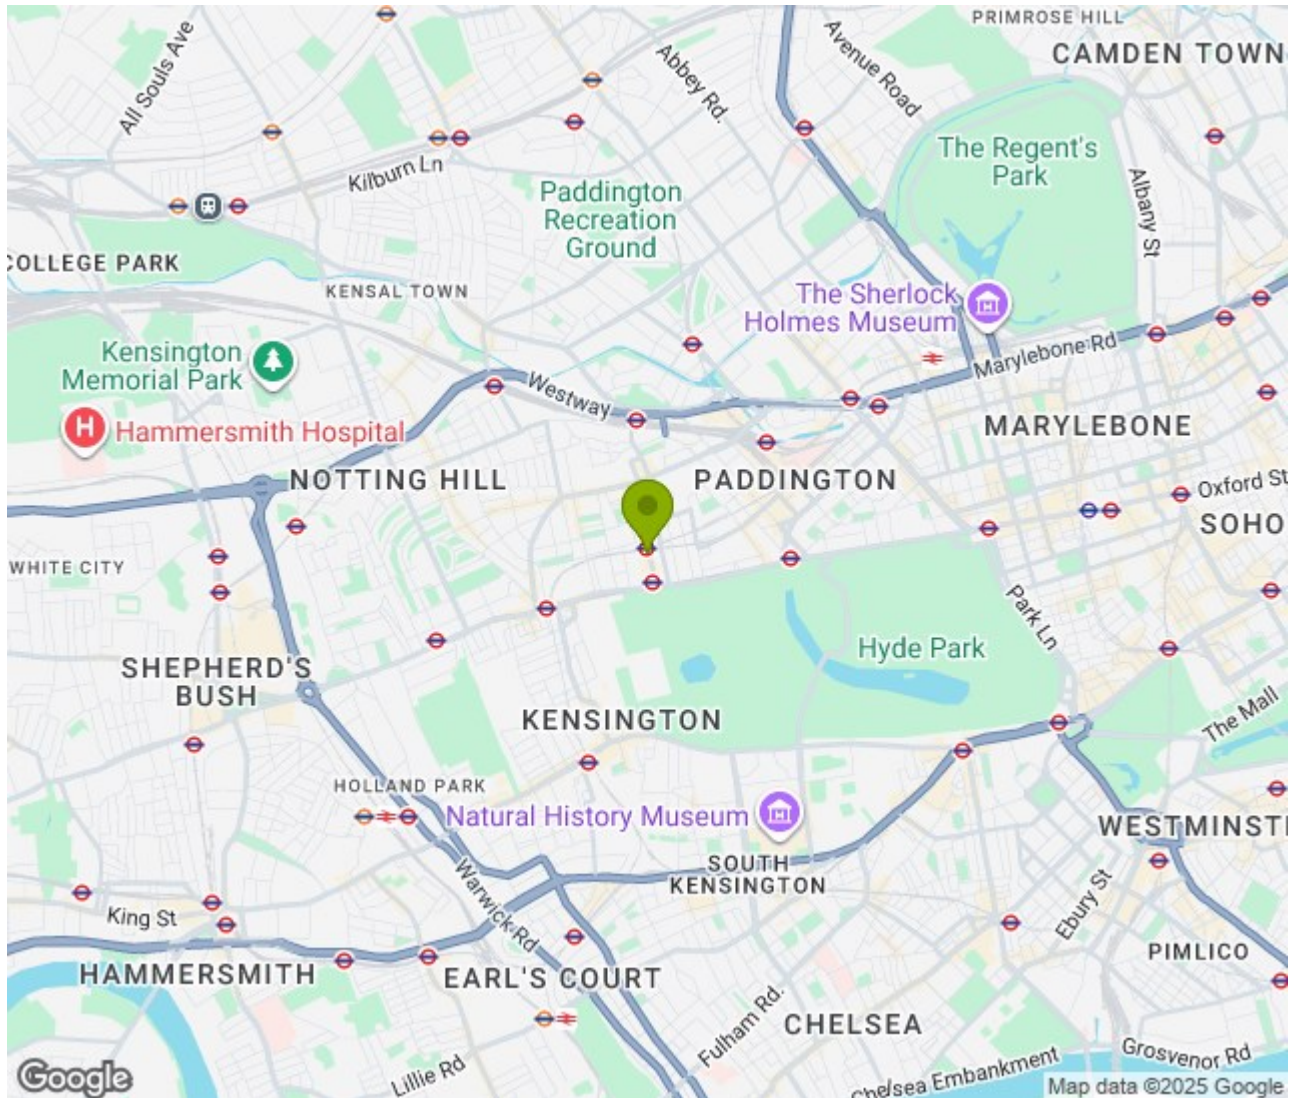 PRIMROSE HILL
CAMDEN TOWN
All Souls Ave
Abbey Rd.
Avenue Road
The Regent's
Park
Albany St
Kilburn Ln
Paddington
Recreation
Ground
COLLEGE PARK
KENSAL TOWN
The Sherlock
Holmes Museum
Kensington
Memorial Park
Marylebone Rd
Westway
H
Hammersmith Hospital
MARYLEBONE
NOTTING HILL
PADDINGTON
Oxford St
SOHO
WHITE CITY
Park Ln
Hyde Park
SHEPHERD'S
BUSH
KENSINGTON
The Mall
HOLLAND PARK
Natural History Museum
WESTMINST
SOUTH
KENSINGTON
Warwick Rd
Ebury St
King St
PIMLICO
HAMMERSMITH
EARL'S COURT
CHELSEA
Fulham Rd.
Grosvenor Rd
Chelsea Embankment
Lillie Rd
Google
Map data ©2025 Google